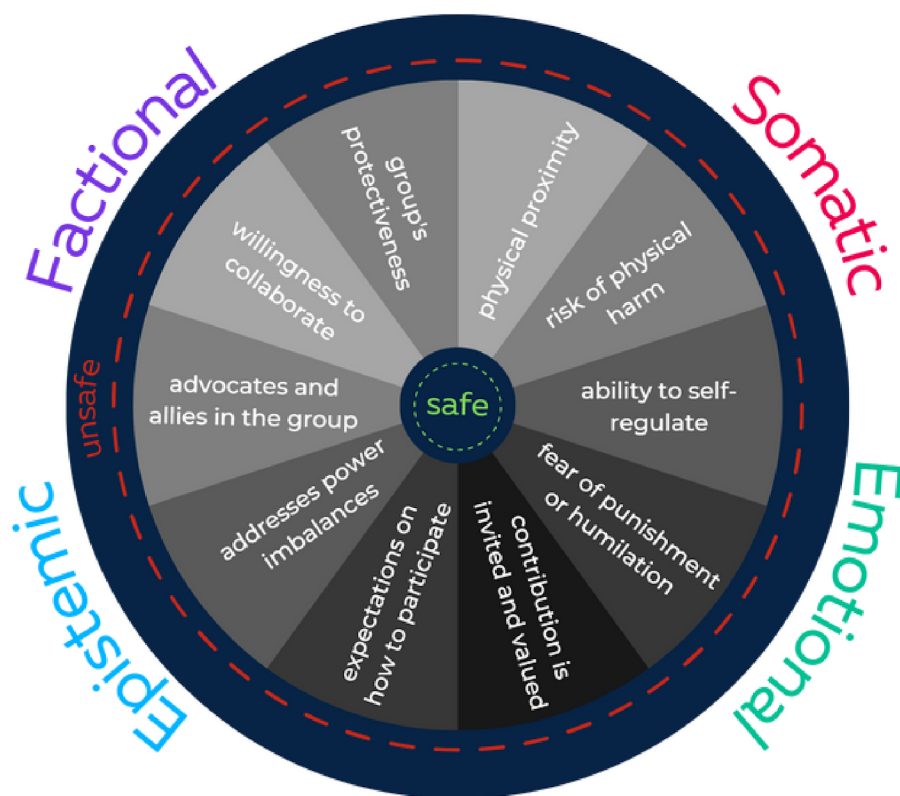 Factional
Somatic
Emotional
Epistemic
unsafe
safe
physical proximity
risk of physical
harm
ability to self-
regulate
fear of punishment
or humilation
contribution is
invited and valued
expectations on
how to participate
addresses power
imbalances
advocates and
allies in the group
willingness to
collaborate
group's
protectiveness